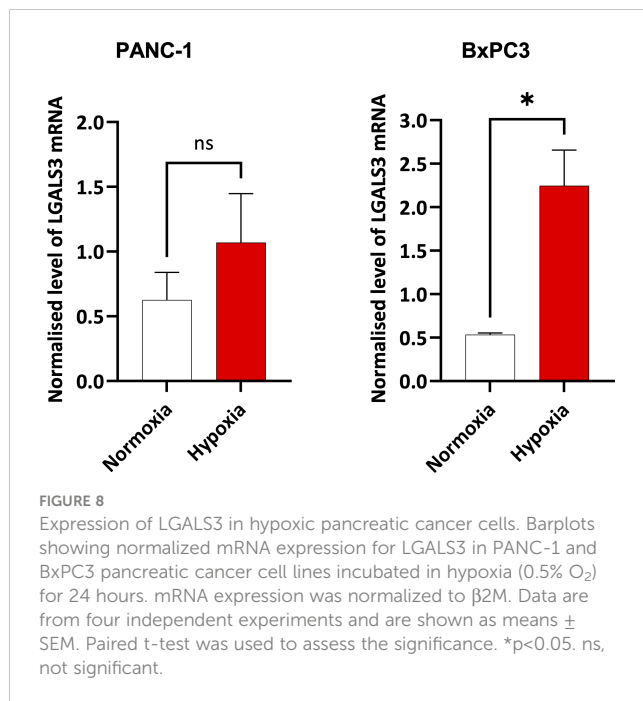 PANC-1
Normalised level of LGALS3 mRNA
2.0
1.5
1.0
0.5
0.0
ns
Normoxia
Hypoxia
BxPC3
Normalised level of LGALS3 mRNA
3.0
2.5
2.0
1.5
1.0
0.5
0.0
*
Normoxia
Hypoxia
FIGURE 8
Expression of LGALS3 in hypoxic pancreatic cancer cells. Barplots
showing normalized mRNA expression for LGALS3 in PANC-1 and
BxPC3 pancreatic cancer cell lines incubated in hypoxia (0.5% O₂)
for 24 hours. mRNA expression was normalized to β2M. Data are
from four independent experiments and are shown as means ±
SEM. Paired t-test was used to assess the significance. *p<0.05. ns,
not significant.